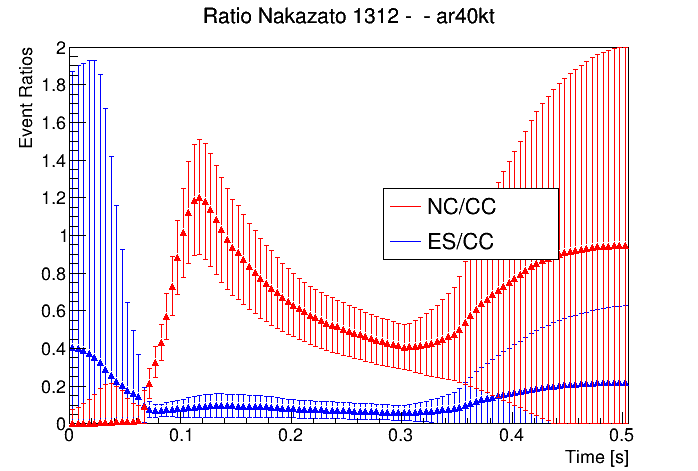 Ratio Nakazato 1312 - - ar40kt
Event Ratios
2
1.8
1.6
1.4
1.2
1
0.8
0.6
0.4
0.2
0
NC/CC
ES/CC
0 0.1 0.2 0.3 0.4 0.5
Time [s]